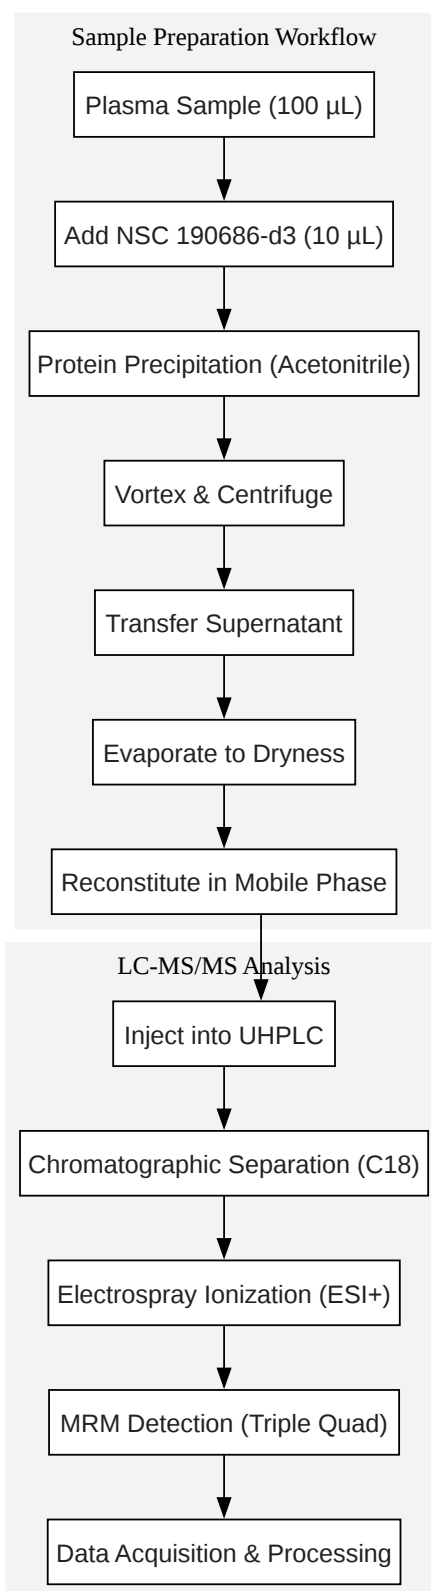 Sample Preparation Workflow
Plasma Sample (100 µL)
Add NSC 190686-d3 (10 µL)
Protein Precipitation (Acetonitrile)
Vortex & Centrifuge
Transfer Supernatant
Evaporate to Dryness
Reconstitute in Mobile Phase
LC-MS/MS Analysis
Inject into UHPLC
Chromatographic Separation (C18)
Electrospray Ionization (ESI+)
MRM Detection (Triple Quad)
Data Acquisition & Processing